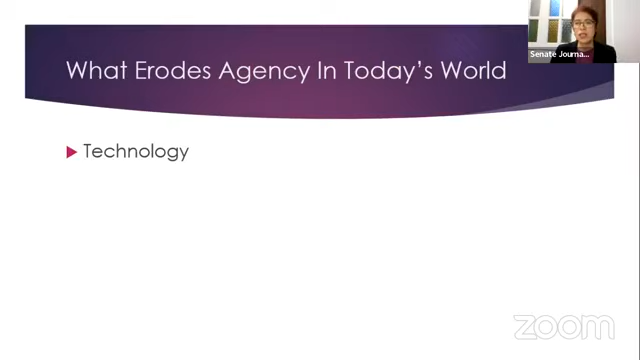 What Erodes Agency In Today's World
Senate Journa...
Technology
zoom